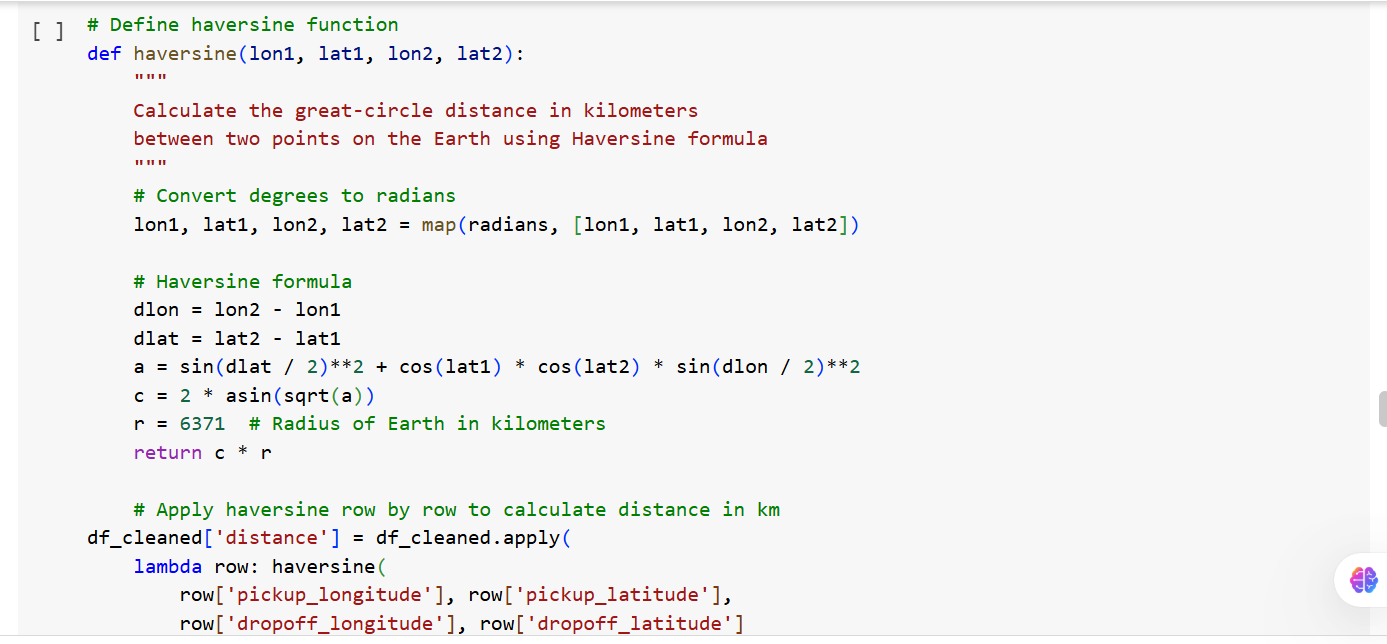 [ ] # Define haversine function
def haversine(lon1, lat1, lon2, lat2):
    """
    Calculate the great-circle distance in kilometers
    between two points on the Earth using Haversine formula
    """
    # Convert degrees to radians
    lon1, lat1, lon2, lat2 = map(radians, [lon1, lat1, lon2, lat2])

    # Haversine formula
    dlon = lon2 - lon1
    dlat = lat2 - lat1
    a = sin(dlat / 2)**2 + cos(lat1) * cos(lat2) * sin(dlon / 2)**2
    c = 2 * asin(sqrt(a))
    r = 6371  # Radius of Earth in kilometers
    return c * r

    # Apply haversine row by row to calculate distance in km
df_cleaned['distance'] = df_cleaned.apply(
    lambda row: haversine(
        row['pickup_longitude'], row['pickup_latitude'],
        row['dropoff_longitude'], row['dropoff_latitude']